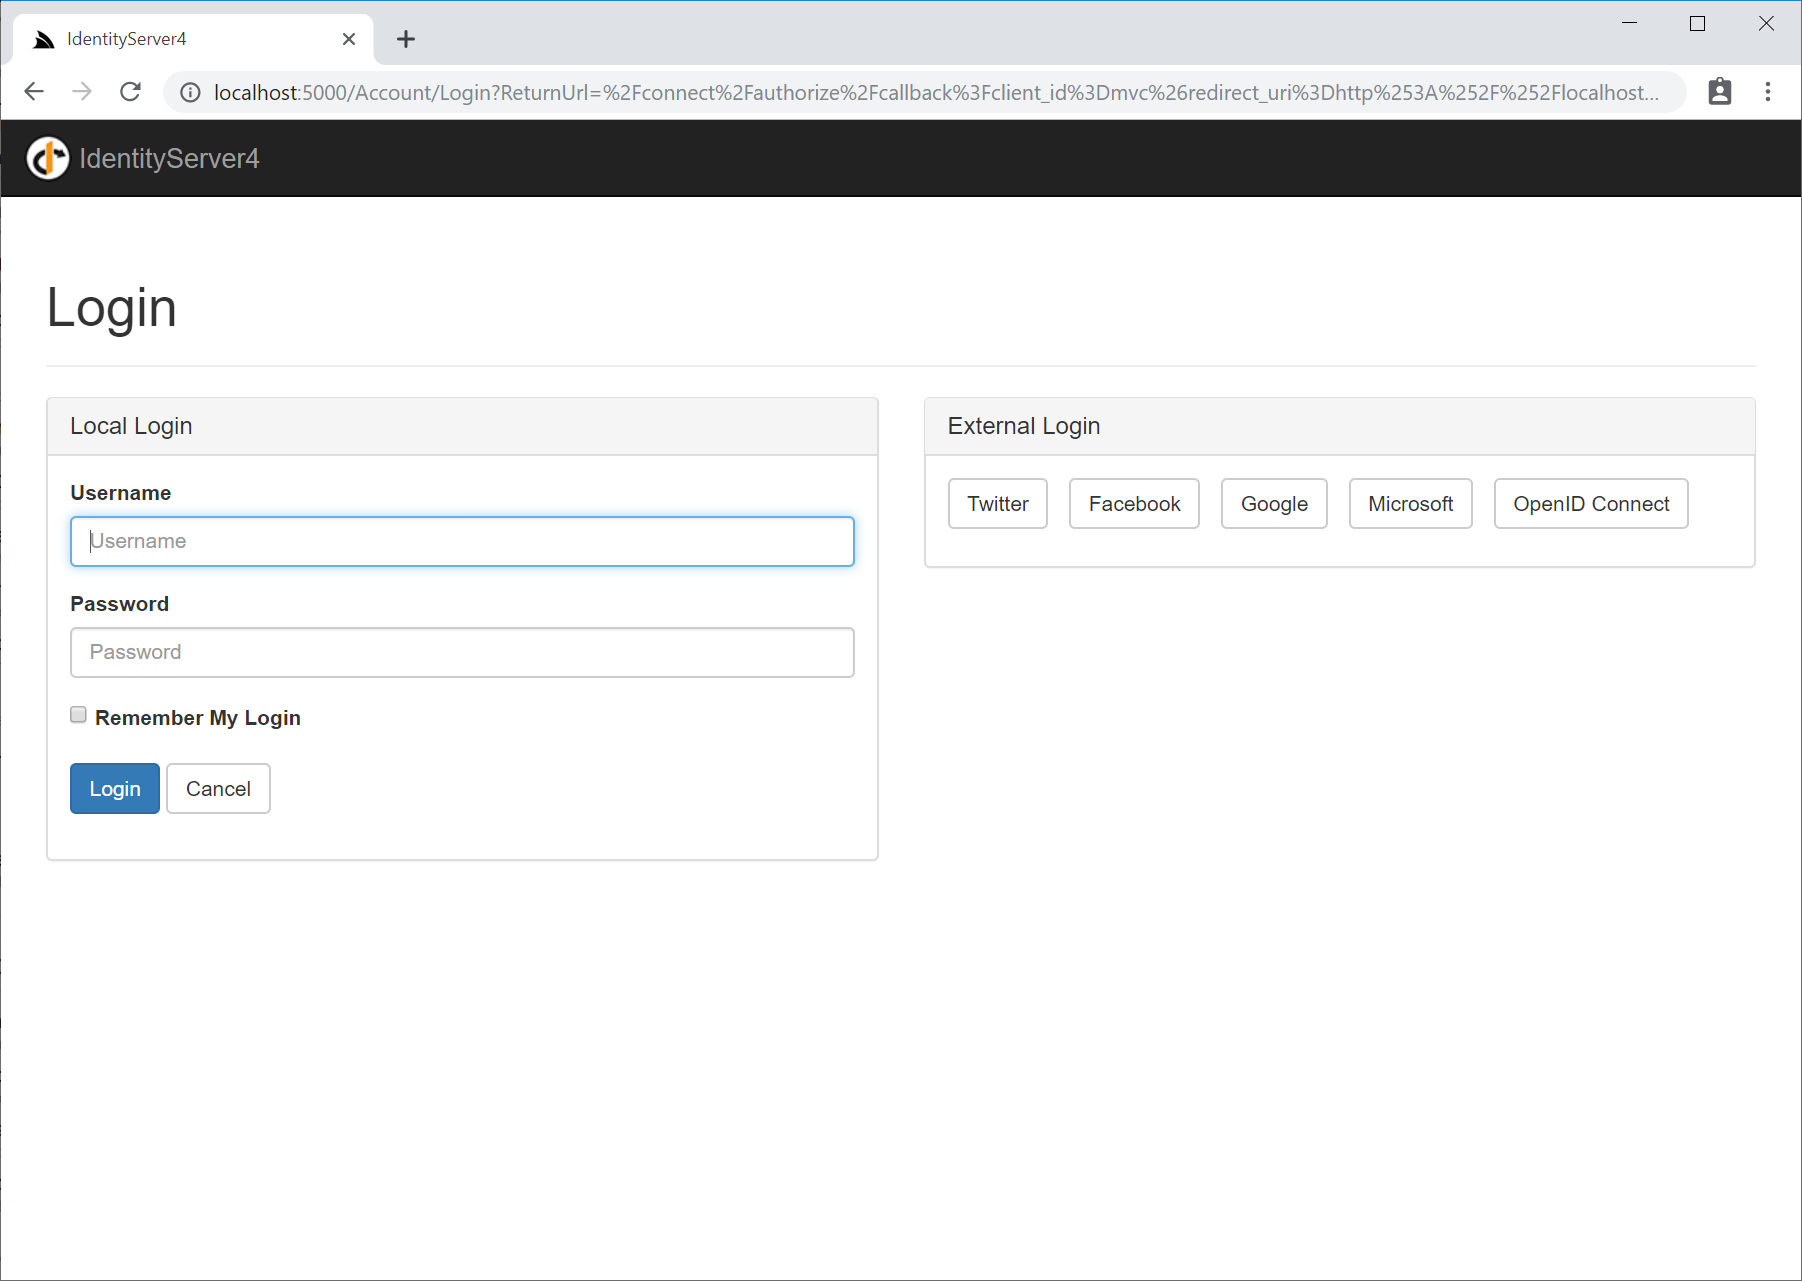 IdentityServer4
localhost:5000/Account/Login?ReturnUrl=%2Fconnect%2Fauthorize%2Fcallback%3Fclient_id%3Dmvc%26redirect_uri%3Dhttp%253A%252F%252Flocalhost...
IdentityServer4
Login
Local Login
Username
Username
Password
Password
Remember My Login
Login Cancel
External Login
Twitter Facebook Google Microsoft OpenID Connect